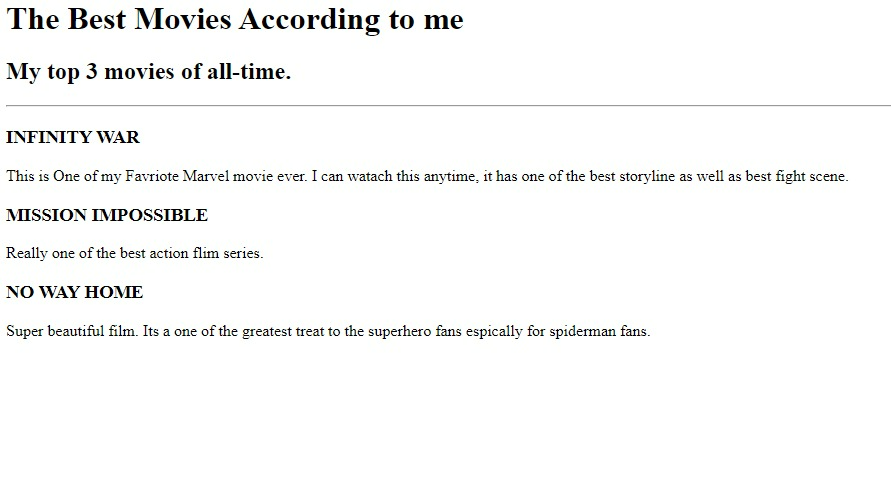 The Best Movies According to me
My top 3 movies of all-time.
INFINITY WAR
This is One of my Favriote Marvel movie ever. I can watach this anytime, it has one of the best storyline as well as best fight scene.
MISSION IMPOSSIBLE
Really one of the best action flim series.
NO WAY HOME
Super beautiful film. Its a one of the greatest treat to the superhero fans espically for spiderman fans.